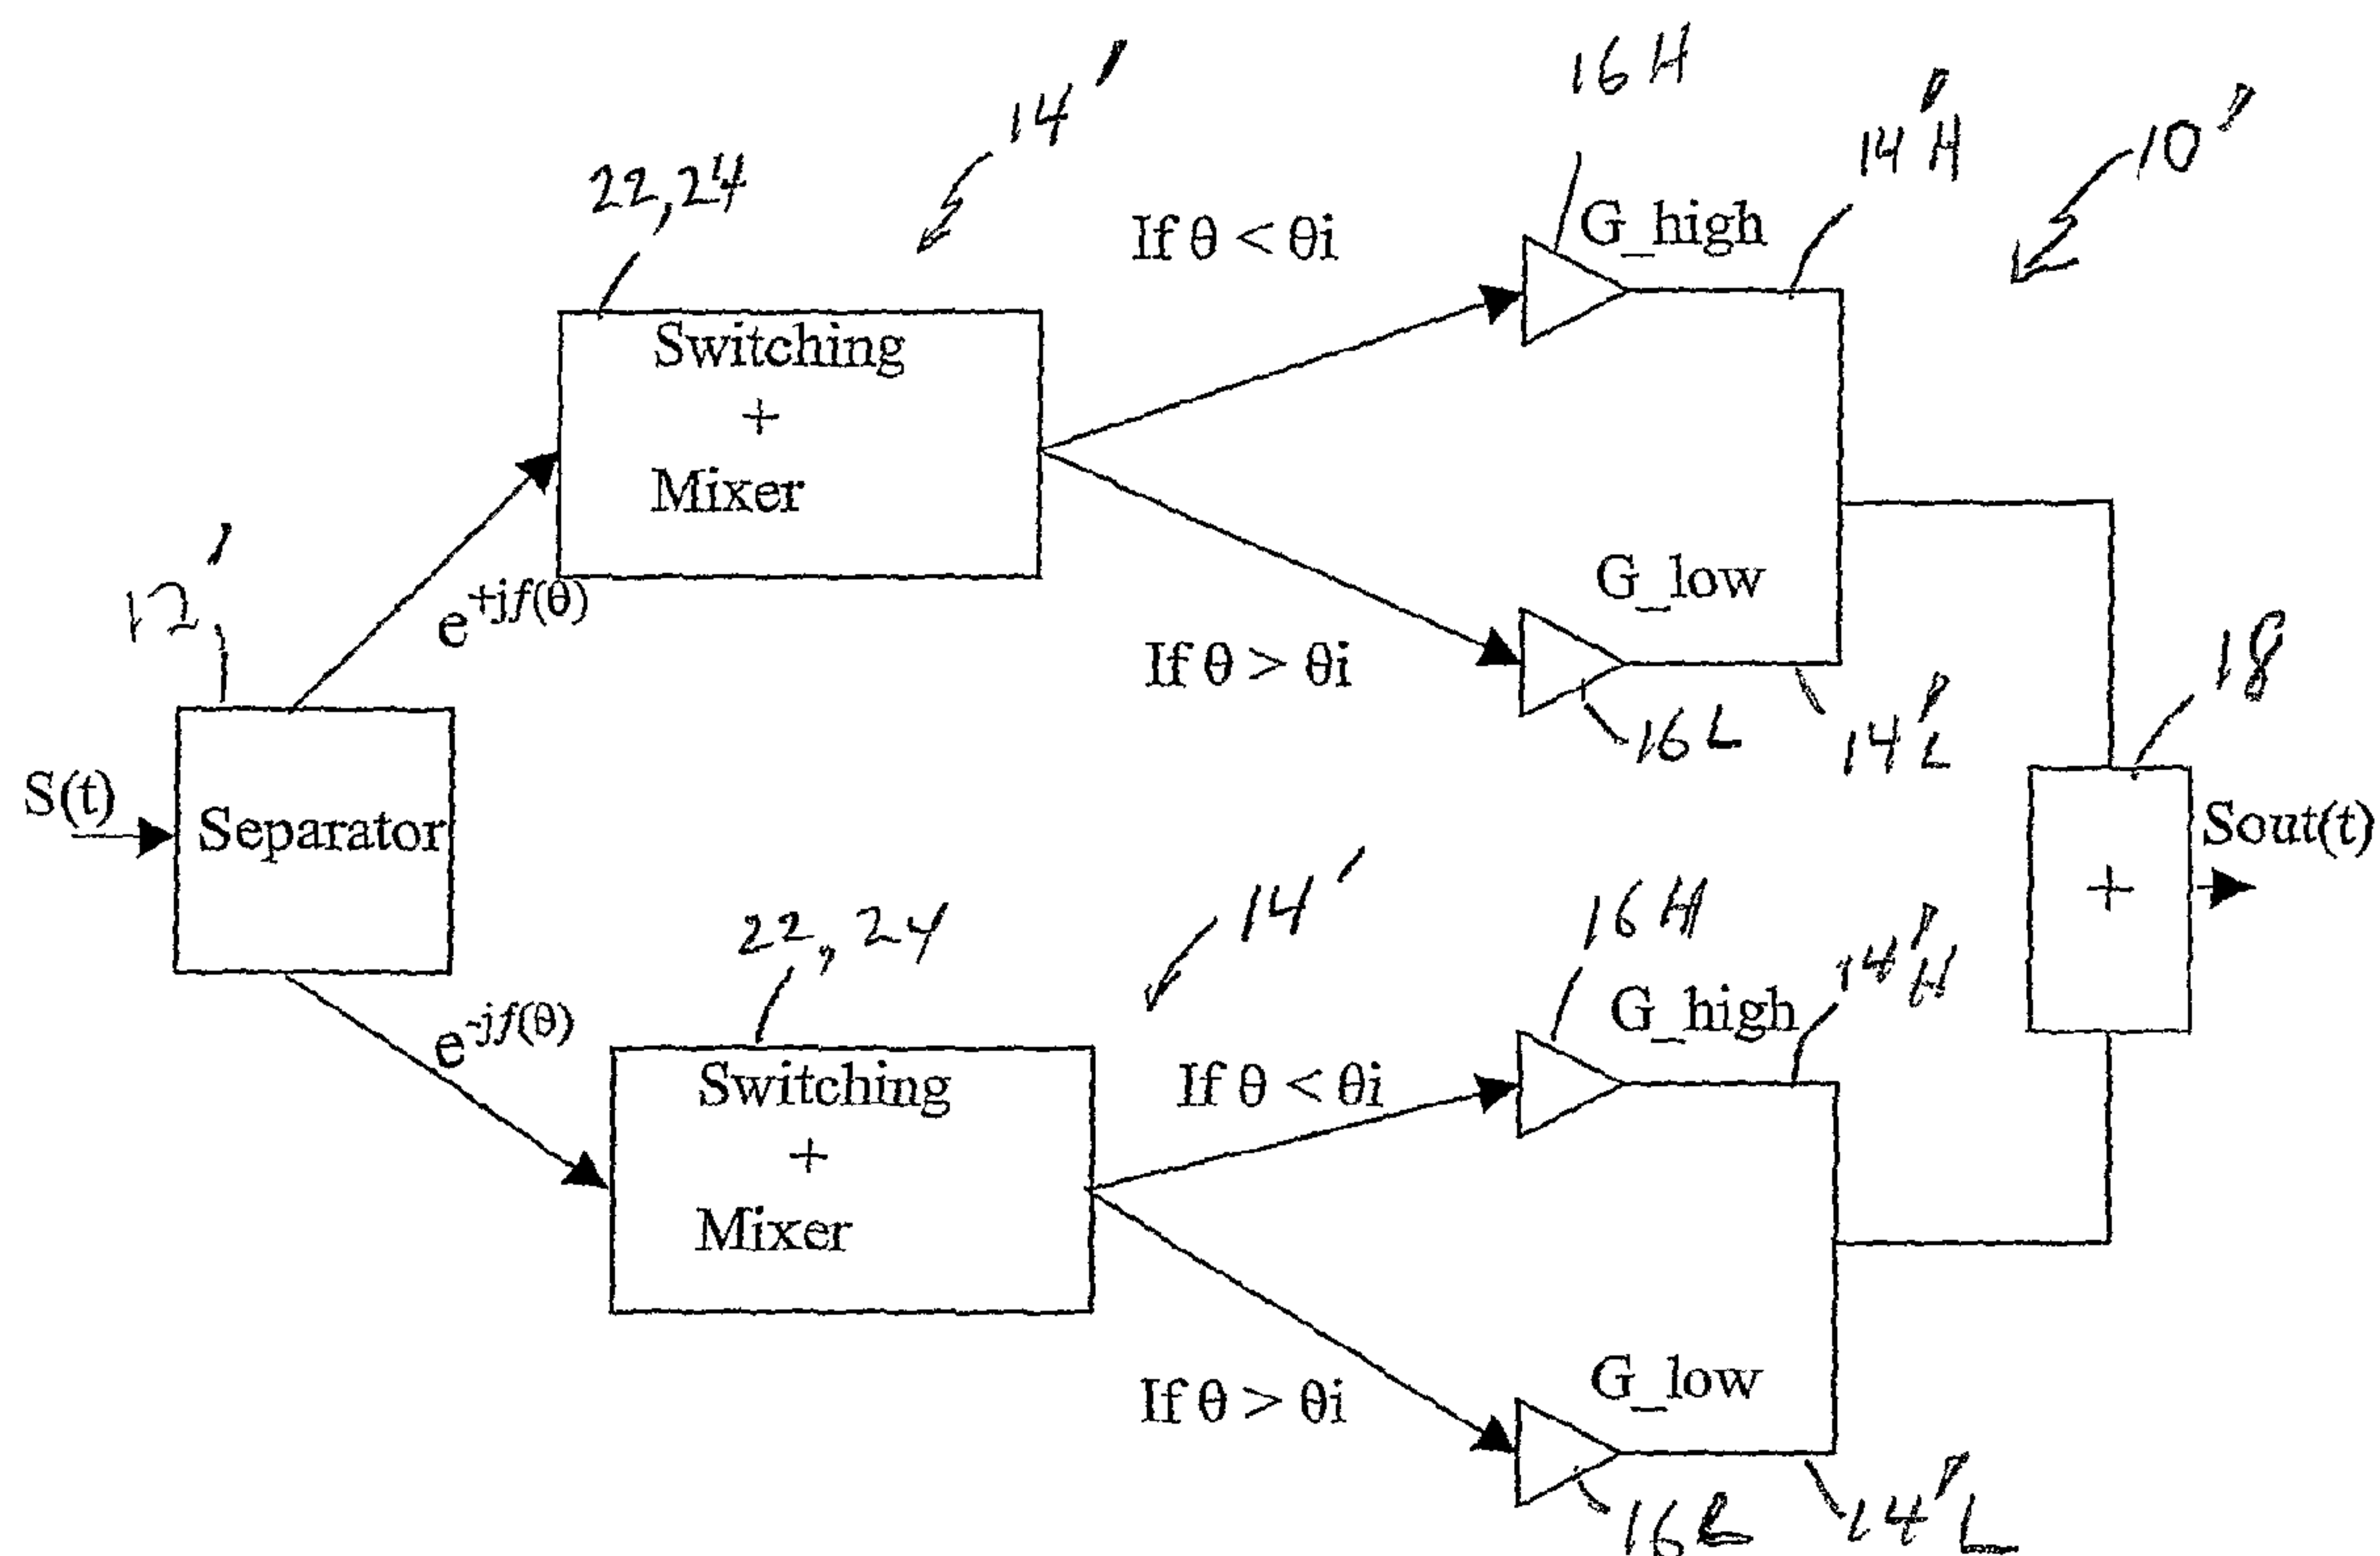 16H
14'
14'H
10'
22,24
G_high
If θ < θi
Switching
+
Mixer
G_low
e+jf(θ)
12'
If θ > θi
16L
14'L
18
S(t)
Separator
Sout(t)
+
22,24
14'
16H
14'H
G_high
e-jf(θ)
If θ < θi
Switching
+
Mixer
G_low
If θ > θi
16L
14'L